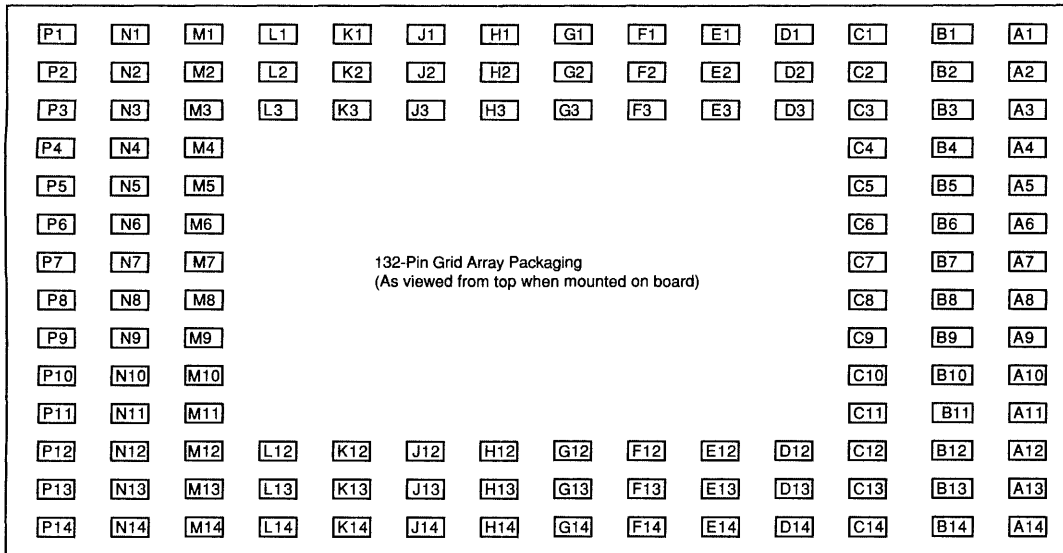 P1 N1 M1 L1 K1 J1 H1 G1 F1 E1 D1 C1 B1 A1
P2 N2 M2 L2 K2 J2 H2 G2 F2 E2 D2 C2 B2 A2
P3 N3 M3 L3 K3 J3 H3 G3 F3 E3 D3 C3 B3 A3
P4 N4 M4 C4 B4 A4
P5 N5 M5 C5 B5 A5
P6 N6 M6 C6 B6 A6
P7 N7 M7 132-Pin Grid Array Packaging C7 B7 A7
(As viewed from top when mounted on board)
P8 N8 M8 C8 B8 A8
P9 N9 M9 C9 B9 A9
P10 N10 M10 C10 B10 A10
P11 N11 M11 C11 B11 A11
P12 N12 M12 L12 K12 J12 H12 G12 F12 E12 D12 C12 B12 A12
P13 N13 M13 L13 K13 J13 H13 G13 F13 E13 D13 C13 B13 A13
P14 N14 M14 L14 K14 J14 H14 G14 F14 E14 D14 C14 B14 A14